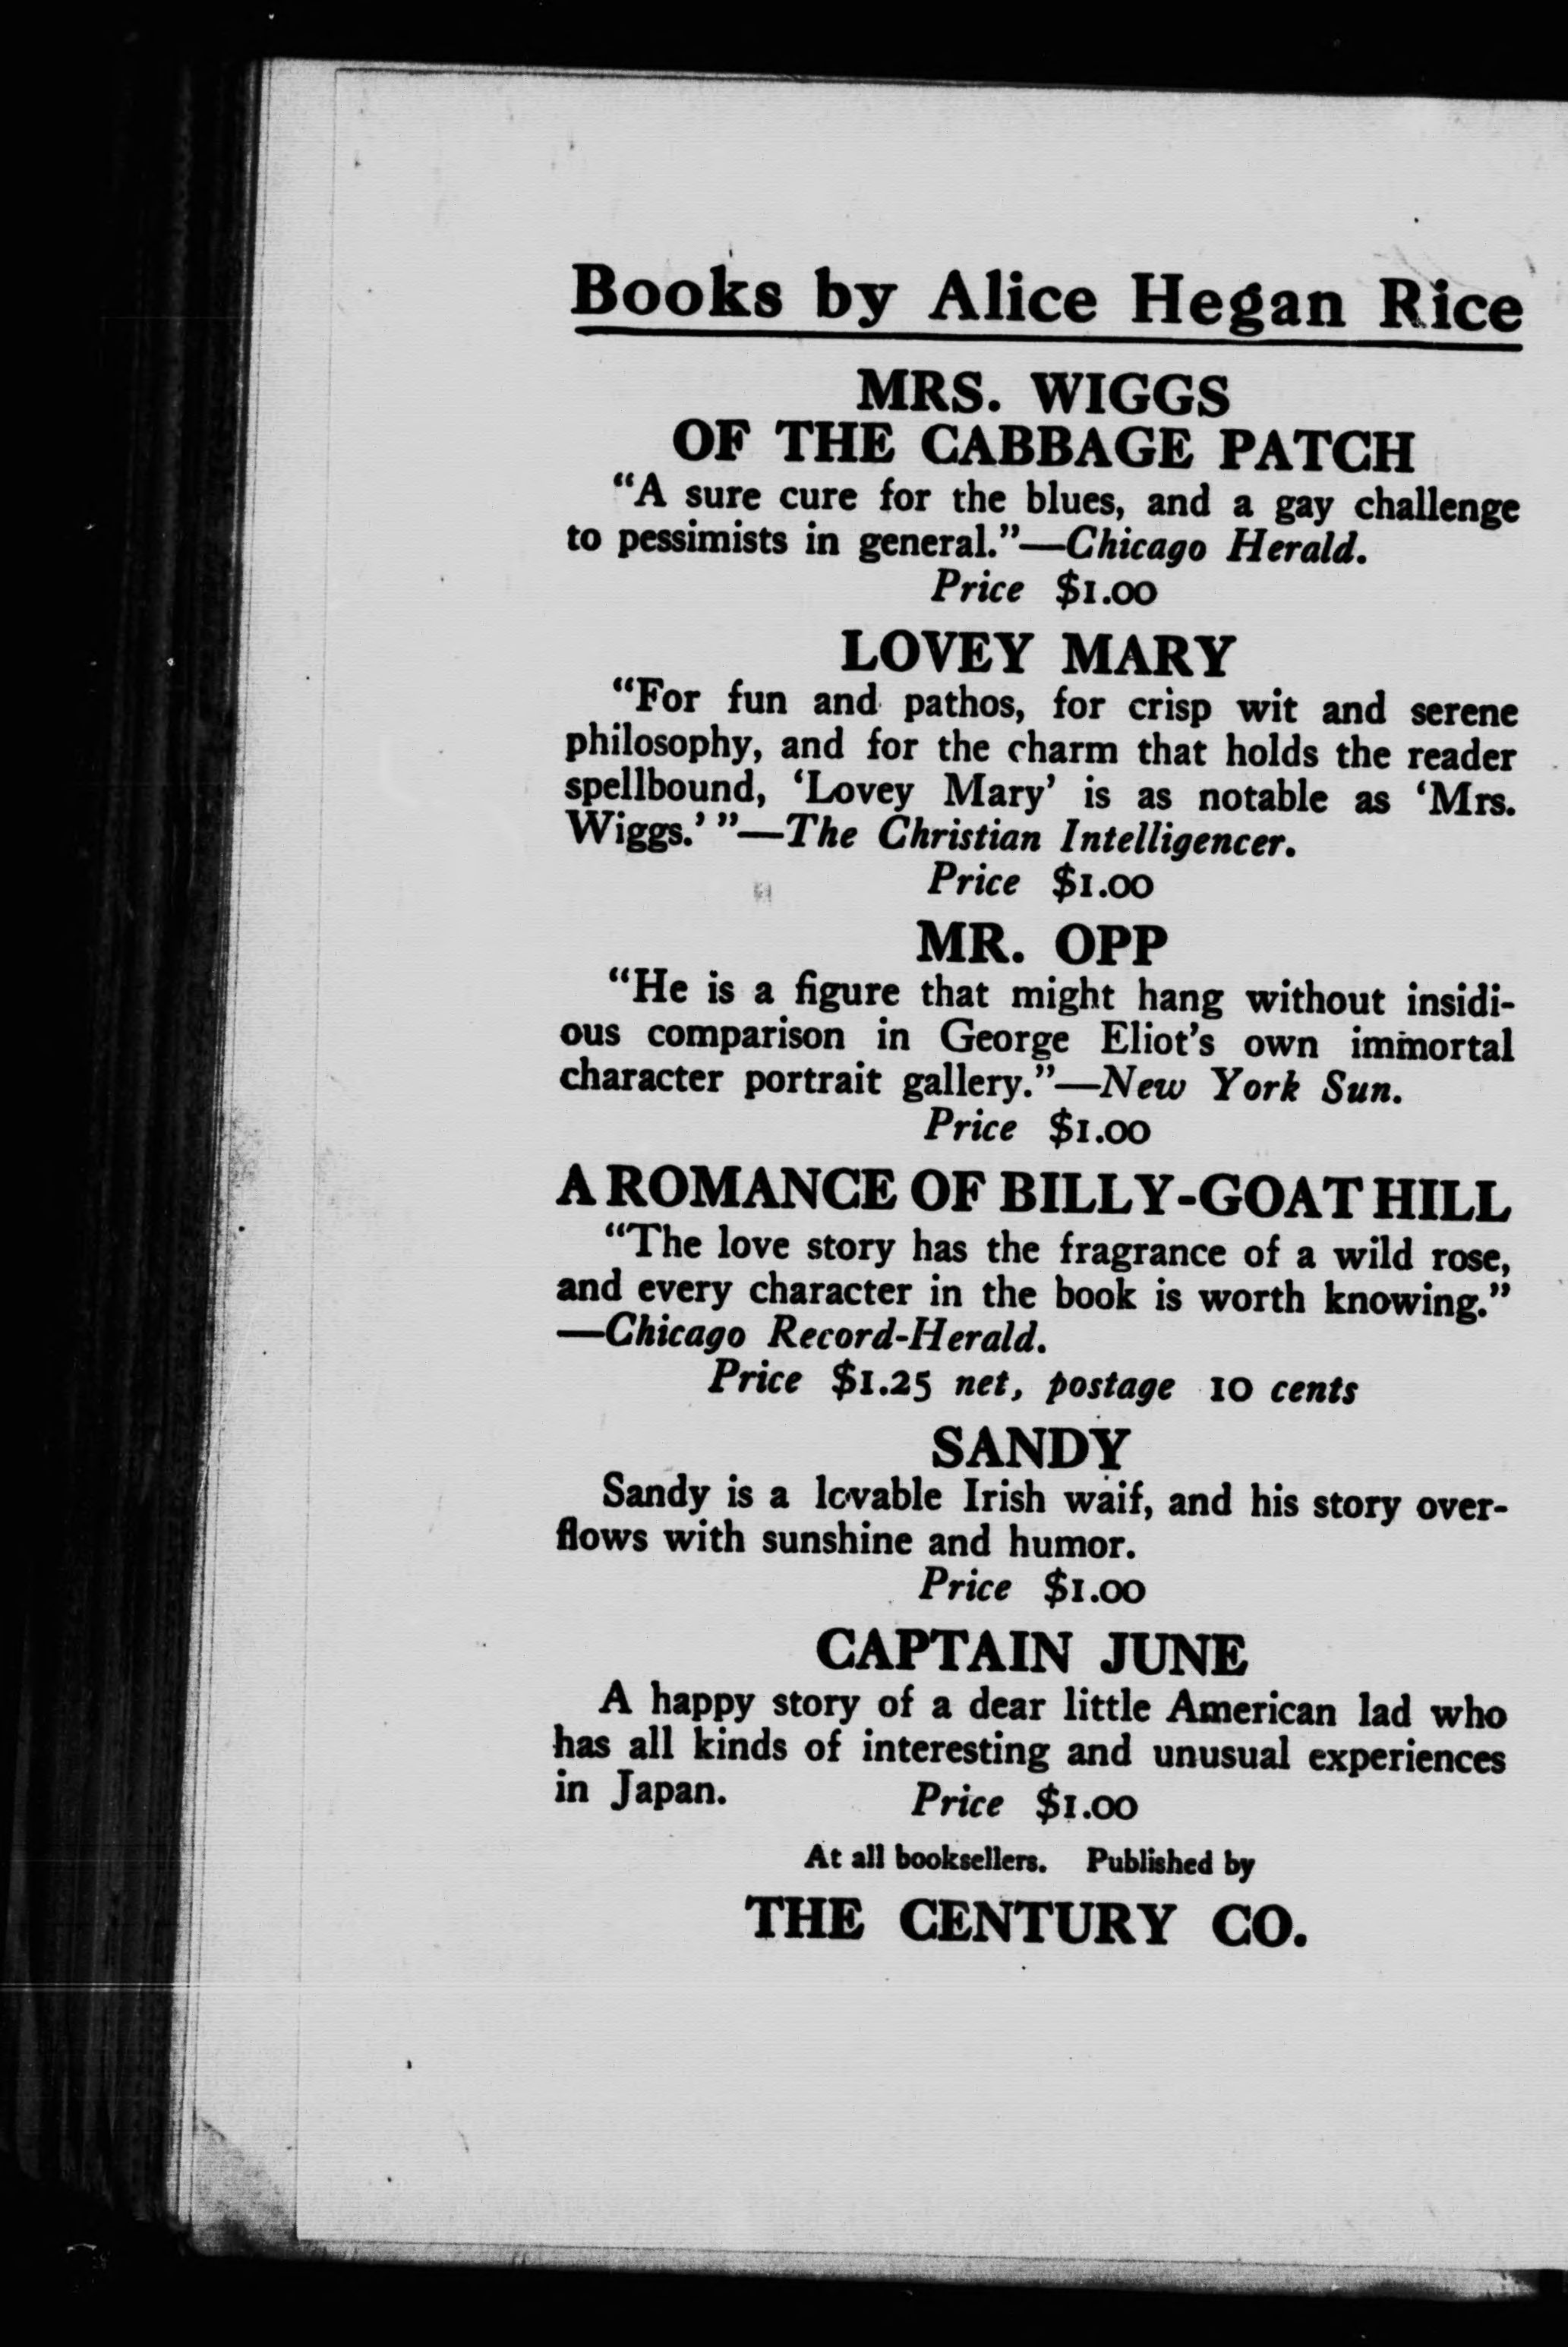 Books by Alice Hegan Rice
MRS. WIGGS
OF THE CABBAGE PATCH
“A sure cure for the blues, and a gay challenge
to pessimists in general.”—Chicago Herald.
Price $1.00
LOVEY MARY
“For fun and pathos, for crisp wit and serene
philosophy, and for the charm that holds the reader
spellbound, ‘Lovey Mary’ is as notable as ‘Mrs.
Wiggs.’ ”—The Christian Intelligencer.
Price $1.00
MR. OPP
“He is a figure that might hang without insidi-
ous comparison in George Eliot’s own immortal
character portrait gallery.”—New York Sun.
Price $1.00
A ROMANCE OF BILLY-GOAT HILL
“The love story has the fragrance of a wild rose,
and every character in the book is worth knowing.”
—Chicago Record-Herald.
Price $1.25 net, postage 10 cents
SANDY
Sandy is a lovable Irish waif, and his story over-
flows with sunshine and humor.
Price $1.00
CAPTAIN JUNE
A happy story of a dear little American lad who
has all kinds of interesting and unusual experiences
in Japan. Price $1.00
At all booksellers. Published by
THE CENTURY CO.